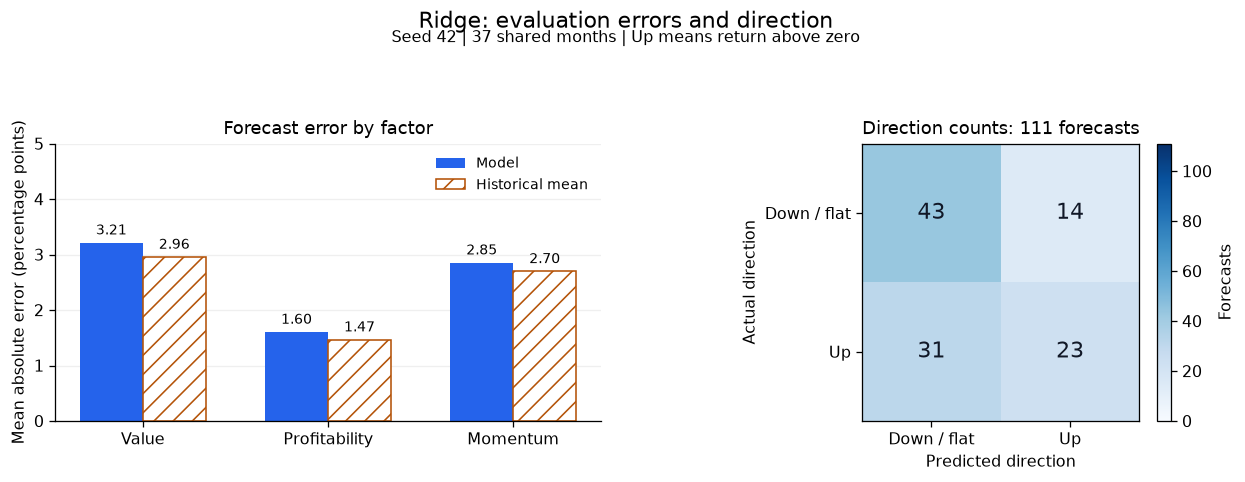 Ridge: evaluation errors and direction
Seed 42 | 37 shared months | Up means return above zero
Forecast error by factor
Mean absolute error (percentage points)
5
4
3
2
1
0
Model
Historical mean
3.21
2.96
1.60
1.47
2.85
2.70
Value
Profitability
Momentum
Direction counts: 111 forecasts
Actual direction
Down / flat
Up
43
14
31
23
Down / flat
Up
Predicted direction
100
80
60
40
20
0
Forecasts